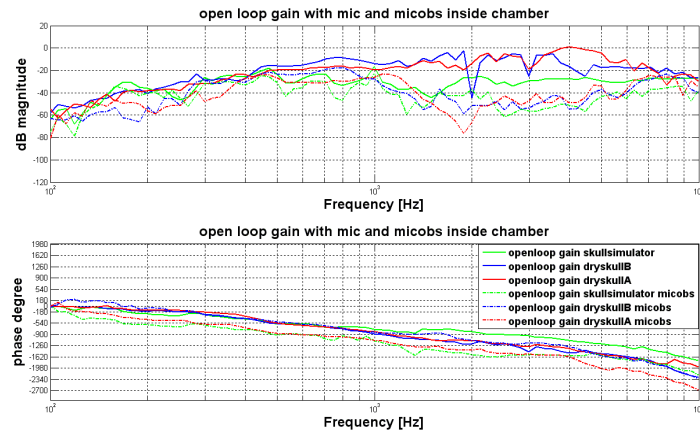 open loop gain with mic and micobs inside chamber
20
0
-20
-40
-60
-80
-100
-120
dB magnitude
10²
10³
10
Frequency [Hz]
open loop gain with mic and micobs inside chamber
1980
1620
1260
900
540
180
-180
-540
-900
-1260
-1620
-1980
-2340
-2700
phase degree
openloop gain skullsimulator
openloop gain dryskullB
openloop gain dryskullA
openloop gain skullsimulator micobs
openloop gain dryskullB micobs
openloop gain dryskullA micobs
10²
10³
10
Frequency [Hz]